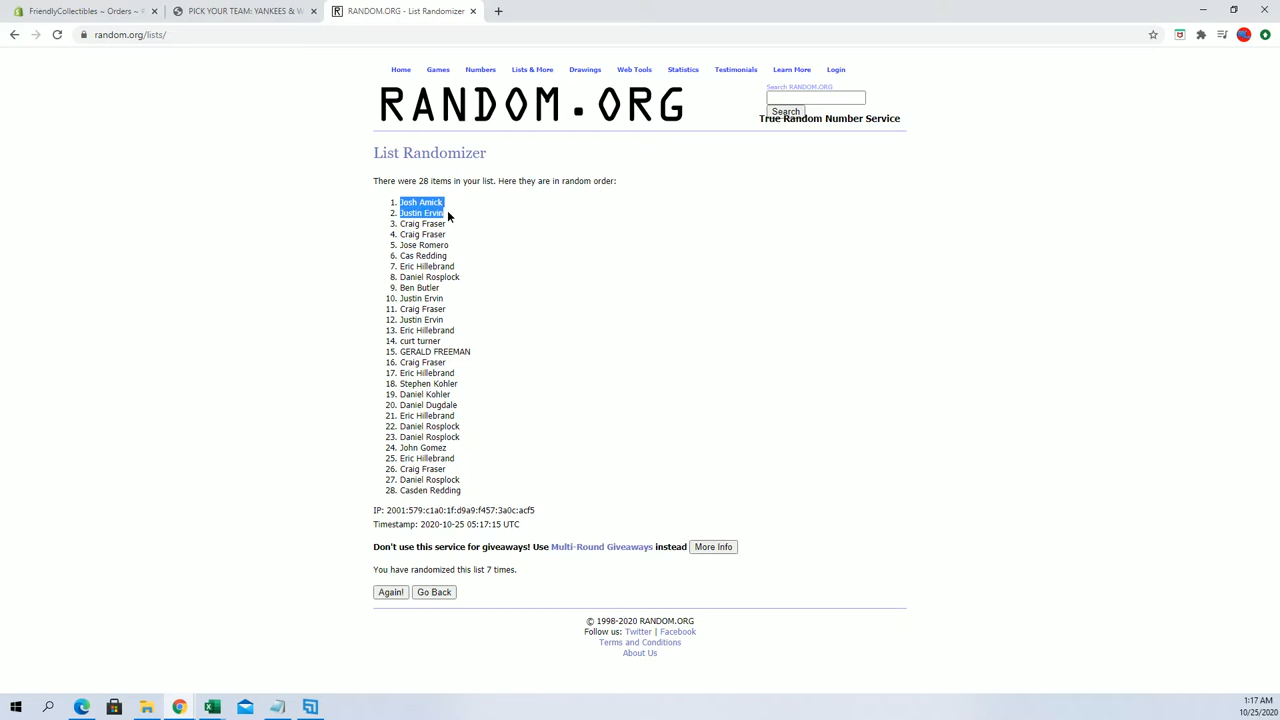 FriendlyCollectibles ~ Orders ~ S
PICK YOUR TEAM: YANKEES & W
RANDOM.ORG - List Randomizer
random.org/lists/
Home Games Numbers Lists & More Drawings Web Tools Statistics Testimonials Learn More Login
Search RANDOM.ORG
RANDOM.ORG
Search
True Random Number Service
List Randomizer
There were 28 items in your list. Here they are in random order:
1. Josh Amick
2. Justin Ervin
3. Craig Fraser
4. Craig Fraser
5. Jose Romero
6. Cas Redding
7. Eric Hillebrand
8. Daniel Rosplock
9. Ben Butler
10. Justin Ervin
11. Craig Fraser
12. Justin Ervin
13. Eric Hillebrand
14. curt turner
15. GERALD FREEMAN
16. Craig Fraser
17. Eric Hillebrand
18. Stephen Kohler
19. Daniel Kohler
20. Daniel Dugdale
21. Eric Hillebrand
22. Daniel Rosplock
23. Daniel Rosplock
24. John Gomez
25. Eric Hillebrand
26. Craig Fraser
27. Daniel Rosplock
28. Casden Redding
IP: 2001:579:c1a0:1f:d9a9:f457:3a0c:acf5
Timestamp: 2020-10-25 05:17:15 UTC
Don't use this service for giveaways! Use Multi-Round Giveaways instead More Info
You have randomized this list 7 times.
Again! Go Back
© 1998-2020 RANDOM.ORG
Follow us: Twitter | Facebook
Terms and Conditions
About Us
1:17 AM
10/25/2020